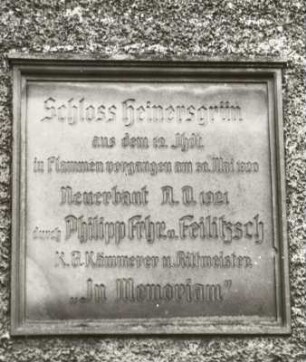 Schloss Heinersgrün
aus dem 12. Jhdt.
in Flammen vergangen am 30. Mai 1920
Neuerbaut A. D. 1921
durch Philipp Frhr. v. Feilitzsch
K. B. Kämmerer u. Rittmeister
„In Memoriam"